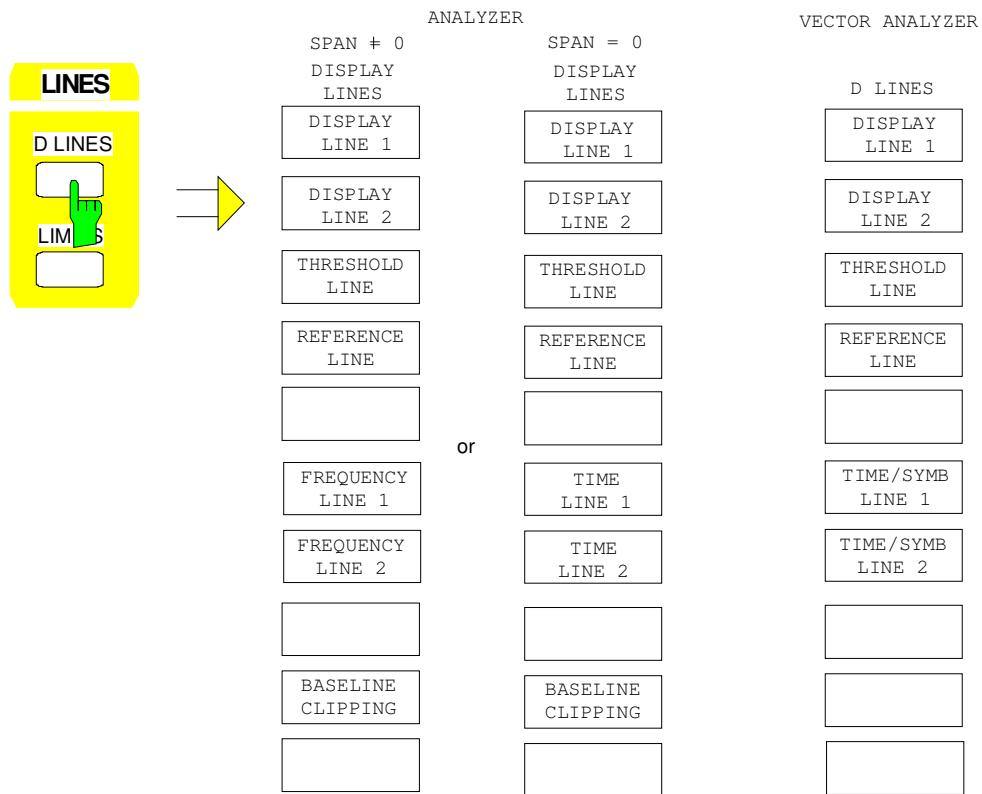 ANALYZER
VECTOR ANALYZER
LINES
D LINES
LIM S
SPAN ≠ 0
DISPLAY
LINES
DISPLAY
LINE 1
DISPLAY
LINE 2
THRESHOLD
LINE
REFERENCE
LINE
FREQUENCY
LINE 1
FREQUENCY
LINE 2
BASELINE
CLIPPING
or
SPAN = 0
DISPLAY
LINES
DISPLAY
LINE 1
DISPLAY
LINE 2
THRESHOLD
LINE
REFERENCE
LINE
TIME
LINE 1
TIME
LINE 2
BASELINE
CLIPPING
D LINES
DISPLAY
LINE 1
DISPLAY
LINE 2
THRESHOLD
LINE
REFERENCE
LINE
TIME/SYMB
LINE 1
TIME/SYMB
LINE 2